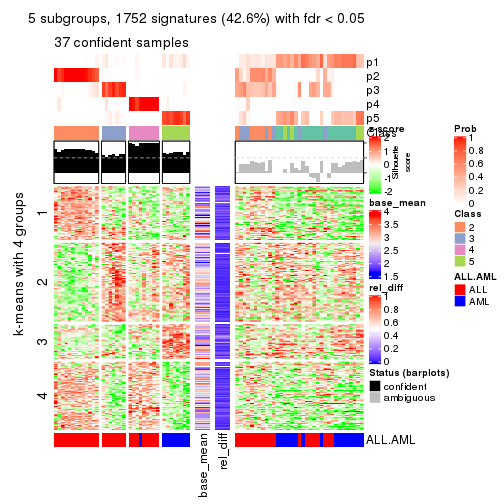 5 subgroups, 1752 signatures (42.6%) with fdr < 0.05
37 confident samples
p1
p2
p3
p4
p5
Class
z-score
2
1
0
-1
-2
Silhouette
score
k-means with 4 groups
1
2
3
4
base_mean
rel_diff
ALL.AML
base_mean
4
3.5
3
2.5
2
1.5
rel_diff
1
0.8
0.6
0.4
0.2
0
Status (barplots)
confident
ambiguous
Prob
1
0.8
0.6
0.4
0.2
0
Class
2
3
4
5
ALL.AML
ALL
AML